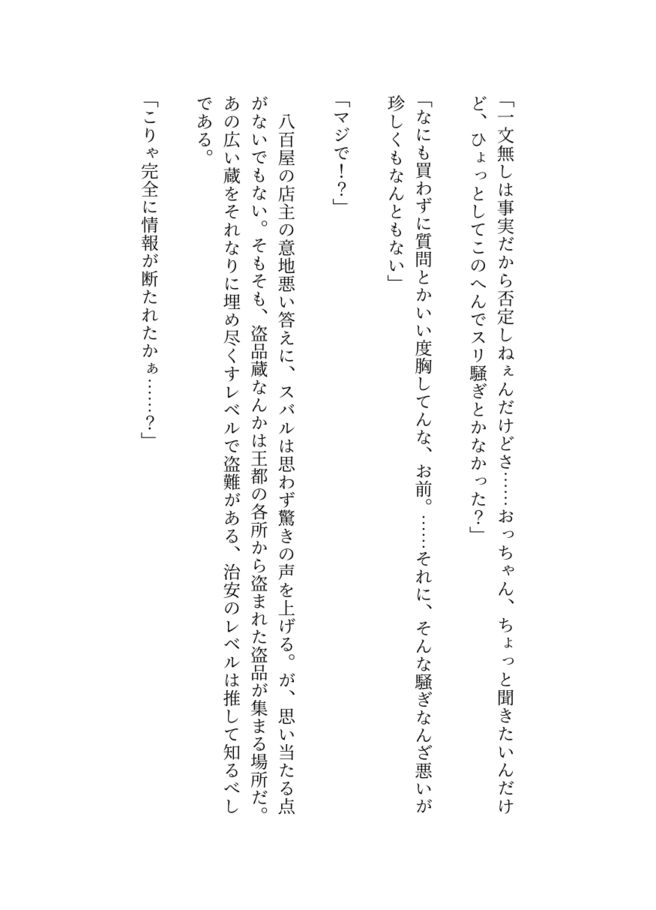 「一文無しは事実だから否定しねぇんだけどさ……おっちゃん、ちょっと聞きたいんだけ
ど、ひょっとしてこのへんでスリ騒ぎとかなかった？」
「なにも買わずに質問とかいい度胸してんな、お前。……それに、そんな騒ぎなんざ悪いが
珍しくもなんともない」
「マジで！？」
八百屋の店主の意地悪い答えに、スバルは思わず驚きの声を上げる。が、思い当たる点
がないでもない。そもそも、盗品蔵なんかは王都の各所から盗まれた盗品が集まる場所だ。
あの広い蔵をそれなりに埋め尽くすレベルで盗難がある、治安のレベルは推して知るべし
である。
「こりゃ完全に情報が断たれたかぁ……？」